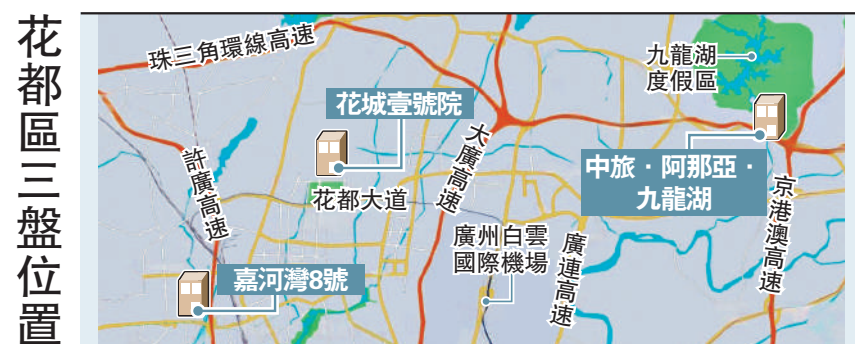 花都區三盤位置
珠三角環線高速
九龍湖
度假區
花城壹號院
大廣高速
許廣高速
花都大道
中旅·阿那亞·
九龍湖
京港澳高速
廣州白雲
國際機場
廣連高速
嘉河灣8號